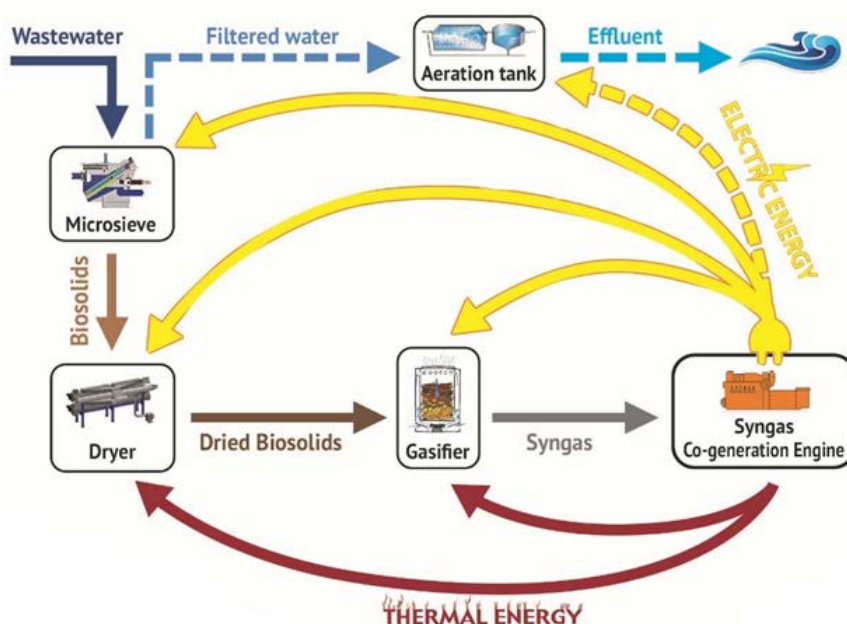 Wastewater
Filtered water
Aeration tank
Effluent
ELECTRIC ENERGY
Microsieve
Biosolids
Dryer
Dried Biosolids
Gasifier
Syngas
Syngas
Co-generation Engine
THERMAL ENERGY